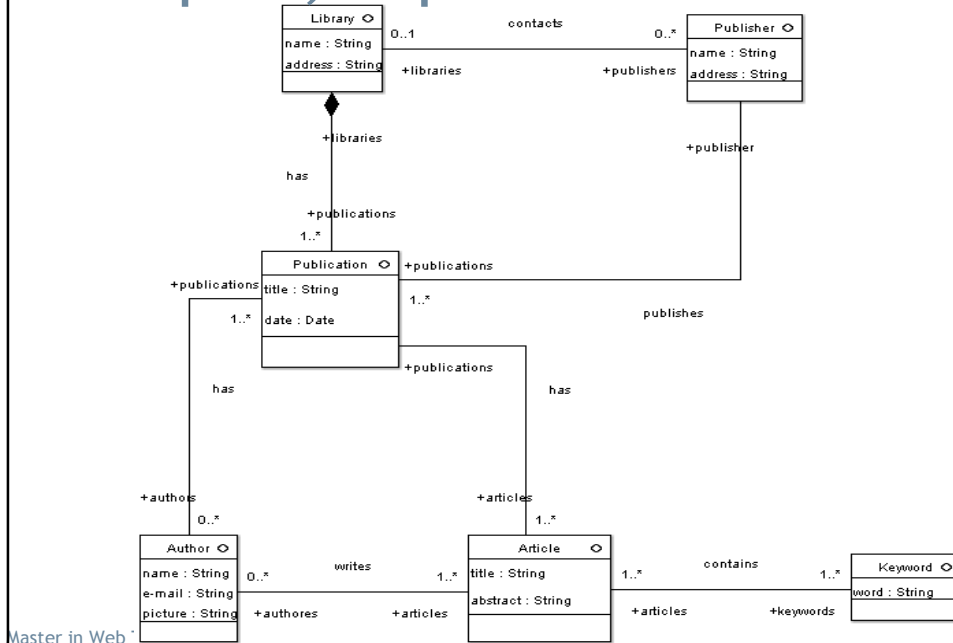 Library
name : String
address : String
0..1
contacts
0..*
+libraries
+publishers
Publisher
name : String
address : String
+libraries
has
+publications
1..*
+publisher
Publication
title : String
date : Date
+publications
1..*
+publications
1..*
publishes
+publications
has
has
+authors
0..*
+articles
1..*
Author
name : String
e-mail : String
picture : String
0..*
writes
1..*
+authores
+articles
Article
title : String
abstract : String
1..*
contains
1..*
+articles
+keywords
Keyword
word : String
Master in Web